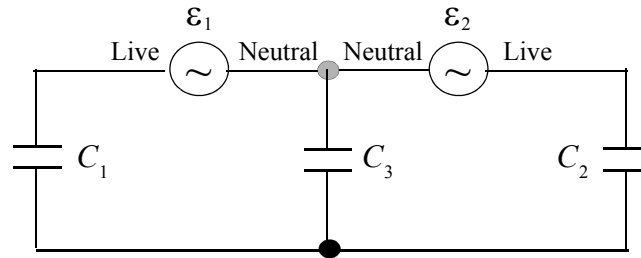 ε1 ε2
Live Neutral Neutral Live
~ ~
C1 C3 C2